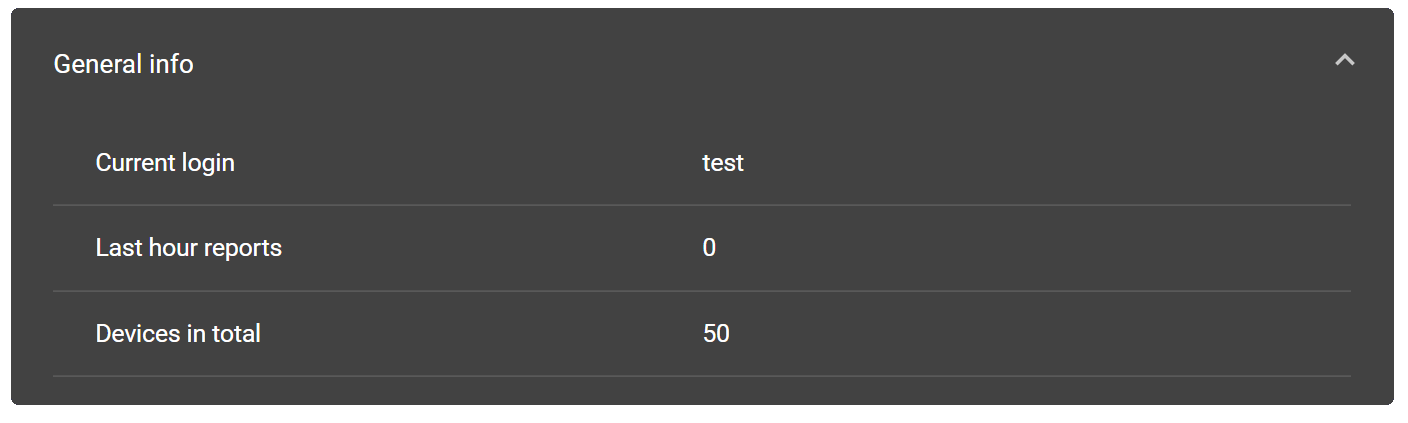 General info
Current login test
Last hour reports 0
Devices in total 50